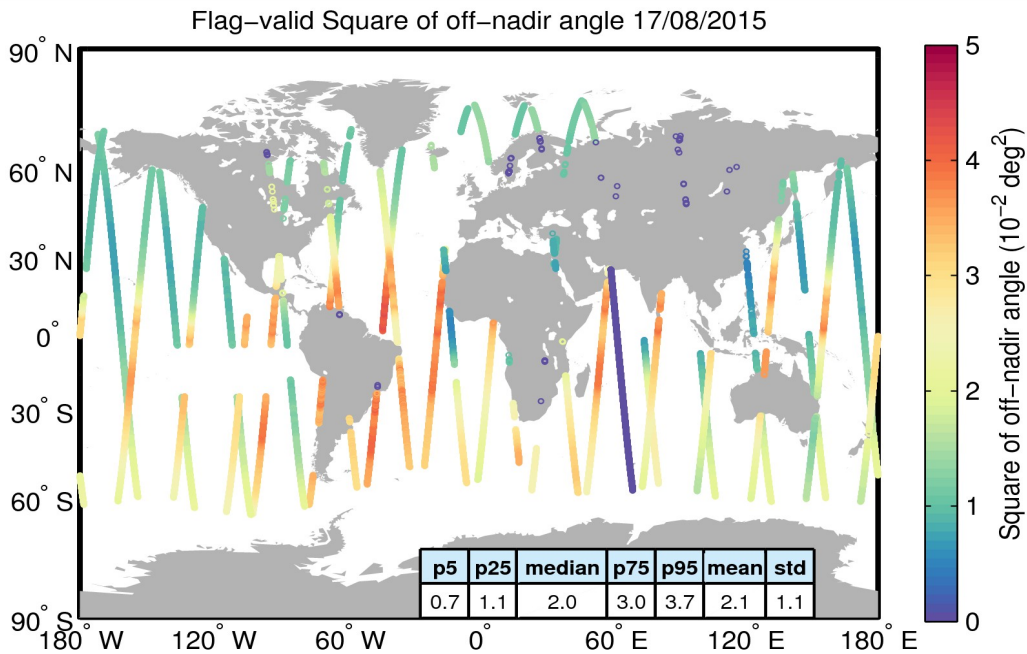 Flag−valid Square of off−nadir angle 17/08/2015
90° N
60° N
30° N
0°
30° S
60° S
90° S
180° W
120° W
60° W
0°
60° E
120° E
180° E
p5 p25 median p75 p95 mean std
0.7 1.1 2.0 3.0 3.7 2.1 1.1
5
4
3
2
1
0
Square of off−nadir angle (10⁻² deg²)